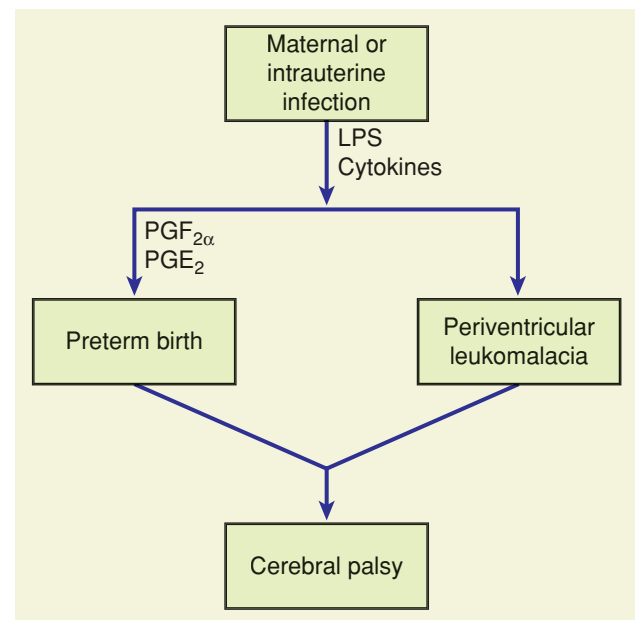 Maternal or
intrauterine
infection
LPS
Cytokines
PGF2α
PGE2
Preterm birth
Periventricular
leukomalacia
Cerebral palsy